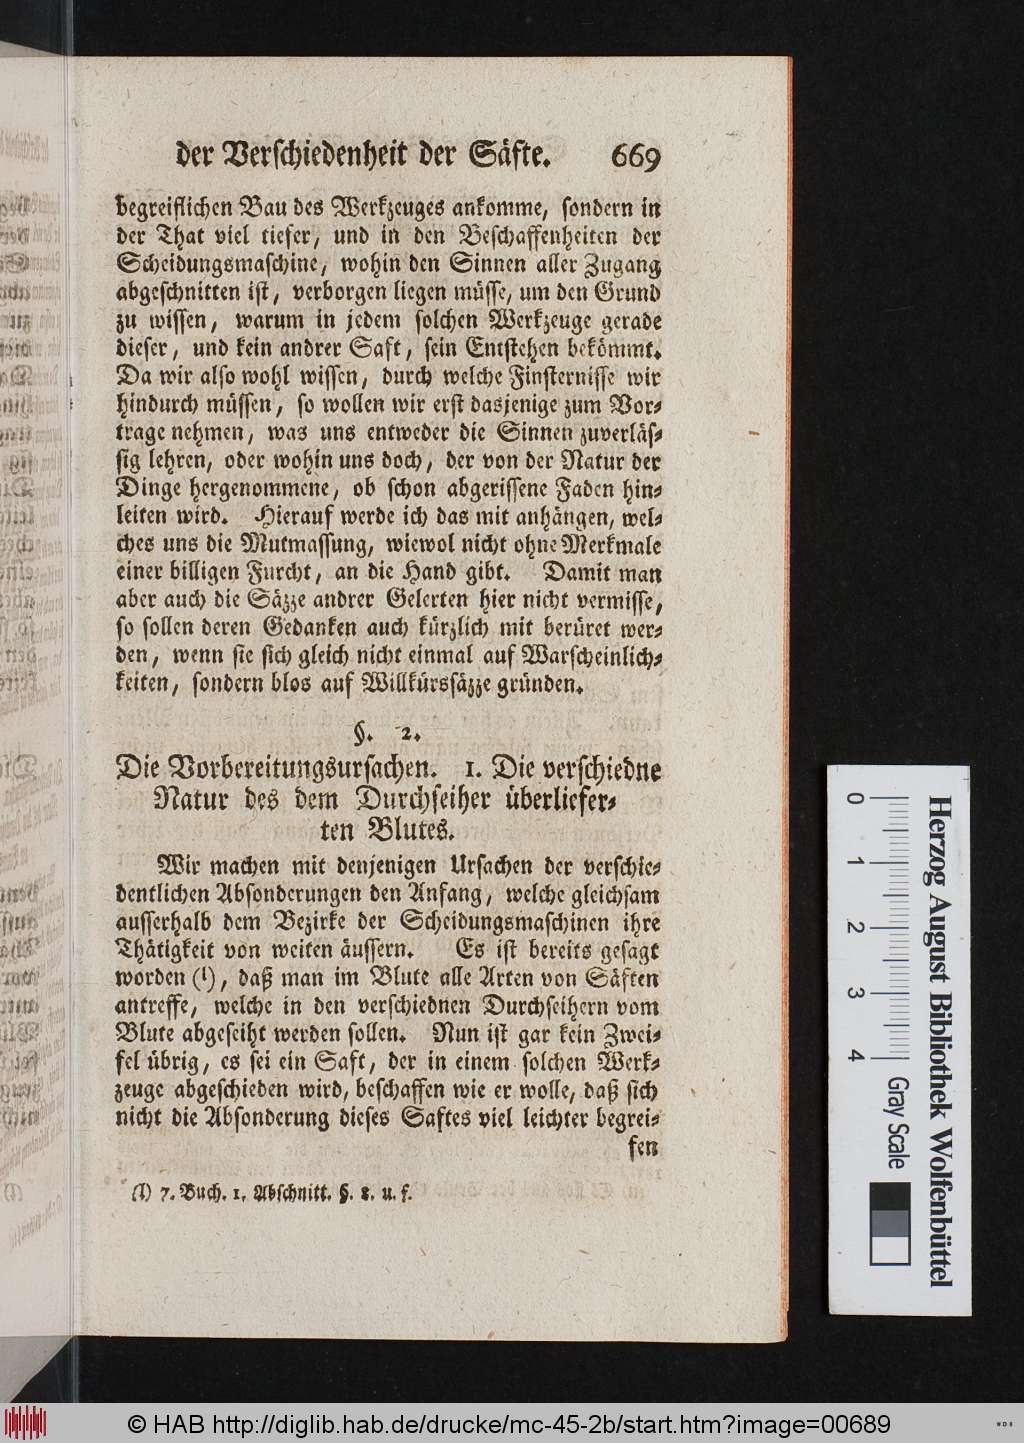 der Verschiedenheit der Säfte. 669
begreiflichen Bau des Werkzeuges ankomme, sondern in
der That viel tiefer, und in den Beschaffenheiten der
Scheidungsmaschine, wohin den Sinnen aller Zugang
abgeschnitten ist, verborgen liegen müsse, um den Grund
zu wissen, warum in jedem solchen Werkzeuge gerade
dieser, und kein andrer Saft, sein Entstehen bekömmt.
Da wir also wohl wissen, durch welche Finsternisse wir
hindurch müssen, so wollen wir erst dasjenige zum Vor-
trage nehmen, was uns entweder die Sinnen zuverläs-
sig lehren, oder wohin uns doch, der von der Natur der
Dinge hergenommene, ob schon abgerissene Faden hin-
leiten wird. Hierauf werde ich das mit anhängen, wel-
ches uns die Mutmassung, wiewol nicht ohne Merkmale
einer billigen Furcht, an die Hand gibt. Damit man
aber auch die Säzze andrer Gelerten hier nicht vermisse,
so sollen deren Gedanken auch kürzlich mit berüret wer-
den, wenn sie sich gleich nicht einmal auf Warscheinlich-
keiten, sondern blos auf Willkürssäzze gründen.
§. 2.
Die Vorbereitungsursachen. 1. Die verschiedne
Natur des dem Durchseiher überliefer-
ten Blutes.
Wir machen mit denjenigen Ursachen der verschie-
dentlichen Absonderungen den Anfang, welche gleichsam
ausserhalb dem Bezirke der Scheidungsmaschinen ihre
Thätigkeit von weiten äussern. Es ist bereits gesagt
worden (l), daß man im Blute alle Arten von Säften
antreffe, welche in den verschiednen Durchseihern vom
Blute abgeseiht werden sollen. Nun ist gar kein Zwei-
fel übrig, es sei ein Saft, der in einem solchen Werk-
zeuge abgeschieden wird, beschaffen wie er wolle, daß sich
nicht die Absonderung dieses Saftes viel leichter begrei-
fen
(l) 7. Buch. 1. Abschnitt. §. 8. u. f.
0 1 2 3 4 Gray Scale
Herzog August Bibliothek Wolfenbüttel
© HAB http://diglib.hab.de/drucke/mc-45-2b/start.htm?image=00689